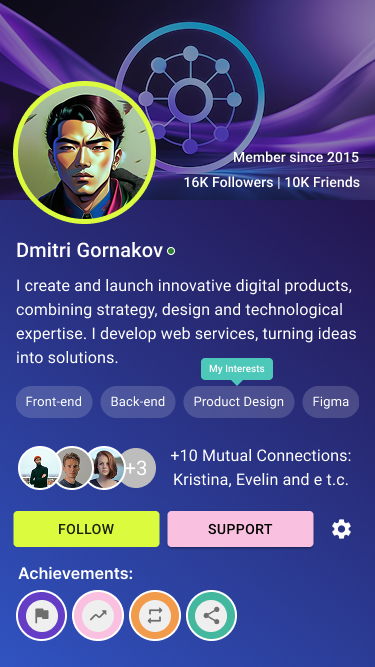 Member since 2015
16K Followers | 10K Friends
Dmitri Gornakov
I create and launch innovative digital products,
combining strategy, design and technological
expertise. I develop web services, turning ideas
into solutions.
My Interests
Front-end Back-end Product Design Figma
+3
+10 Mutual Connections:
Kristina, Evelin and e t.c.
FOLLOW SUPPORT
Achievements: